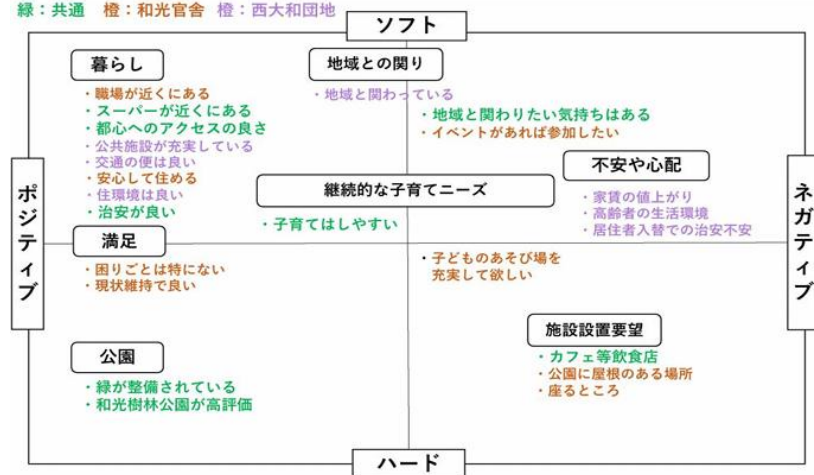 緑：共通 橙：和光官舎 橙：西大和団地
ソフト
暮らし
・職場が近くにある
・スーパーが近くにある
・都心へのアクセスの良さ
・公共施設が充実している
・交通の便は良い
・安心して住める
・住環境は良い
・治安が良い
地域との関り
・地域と関わっている
・地域と関わりたい気持ちはある
・イベントがあれば参加したい
不安や心配
・家賃の値上がり
・高齢者の生活環境
・居住者入替での治安不安
継続的な子育てニーズ
・子育てはしやすい
・子どものあそび場を
充実して欲しい
ポジティブ
ネガティブ
満足
・困りごとは特にない
・現状維持で良い
公園
・緑が整備されている
・和光樹林公園が高評価
施設設置要望
・カフェ等飲食店
・公園に屋根のある場所
・座るところ
ハード